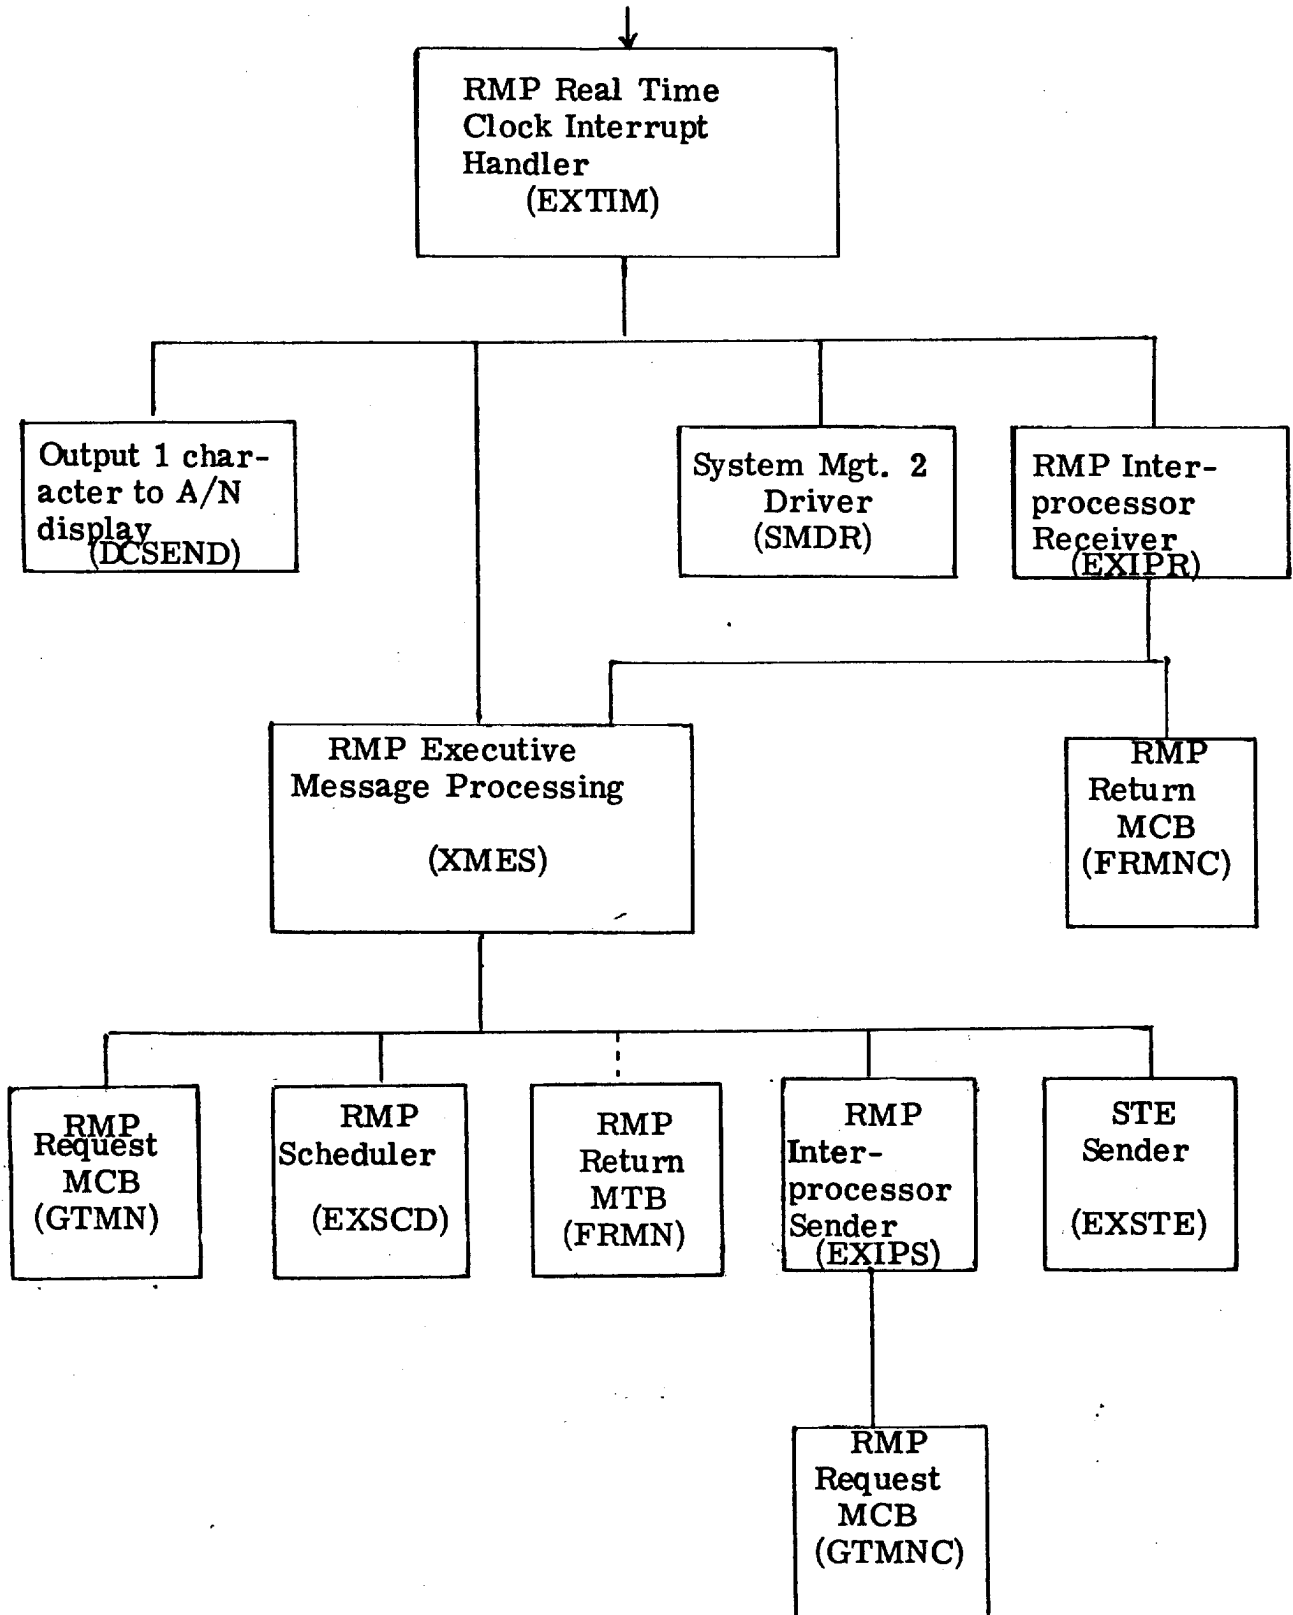 RMP Real Time
Clock Interrupt
Handler
(EXTIM)
Output 1 char-
acter to A/N
display
(DCSEND)
System Mgt. 2
Driver
(SMDR)
RMP Inter-
processor
Receiver
(EXIPR)
RMP Executive
Message Processing
(XMES)
RMP
Return
MCB
(FRMNC)
RMP
Request
MCB
(GTMN)
RMP
Scheduler
(EXSCD)
RMP
Return
MTB
(FRMN)
RMP
Inter-
processor
Sender
(EXIPS)
STE
Sender
(EXSTE)
RMP
Request
MCB
(GTMNC)